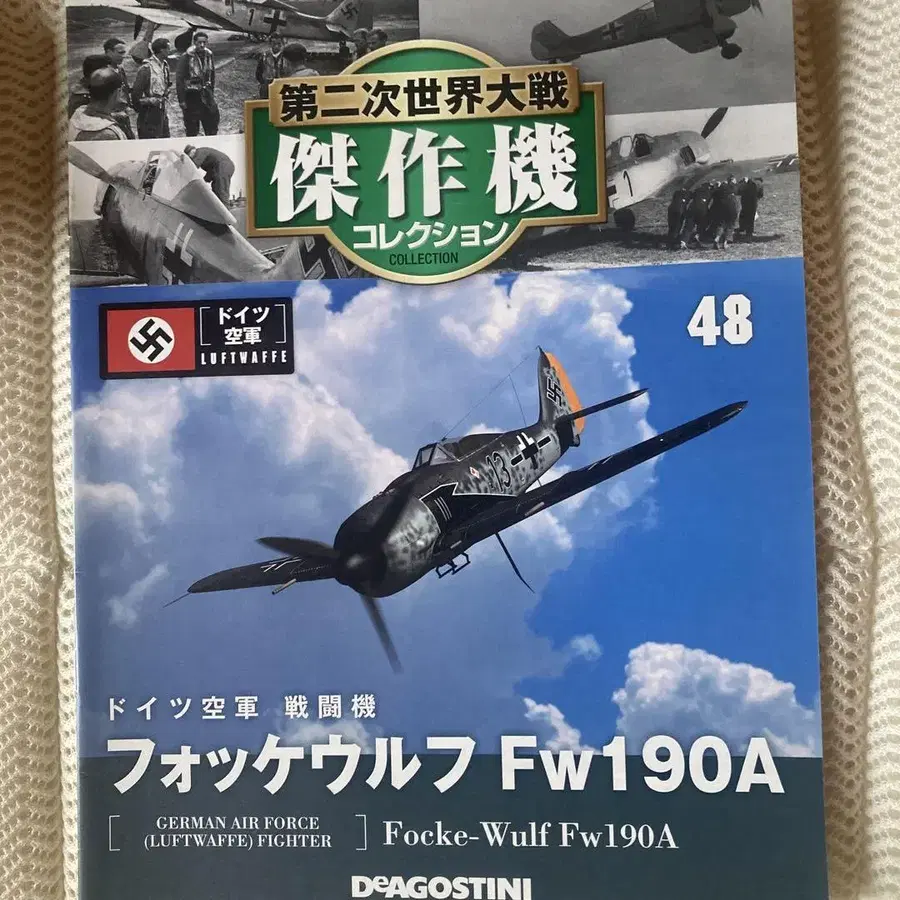 第二次世界大戦
傑作機
コレクション
COLLECTION
ドイツ
空軍
LUFTWAFFE
48
13
ドイツ空軍 戦闘機
フォッケウルフ Fw190A
GERMAN AIR FORCE
(LUFTWAFFE) FIGHTER
Focke-Wulf Fw190A
DeAGOSTINI